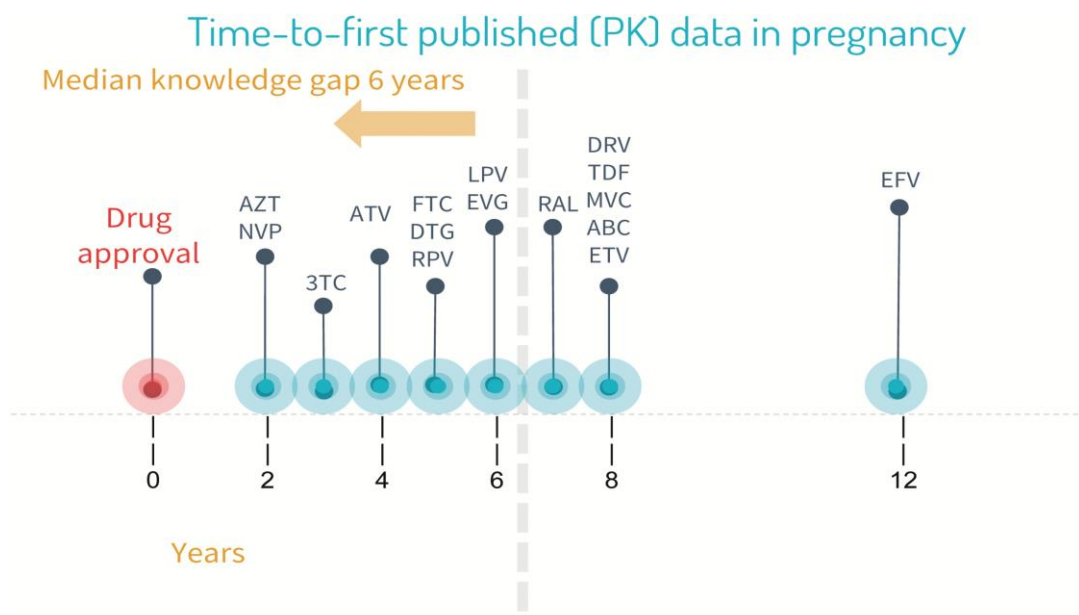 Time-to-first published (PK) data in pregnancy
Median knowledge gap 6 years
Drug
approval
AZT
NVP
3TC
ATV
FTC
DTG
RPV
LPV
EVG
RAL
DRV
TDF
MVC
ABC
ETV
EFV
0
2
4
6
8
12
Years